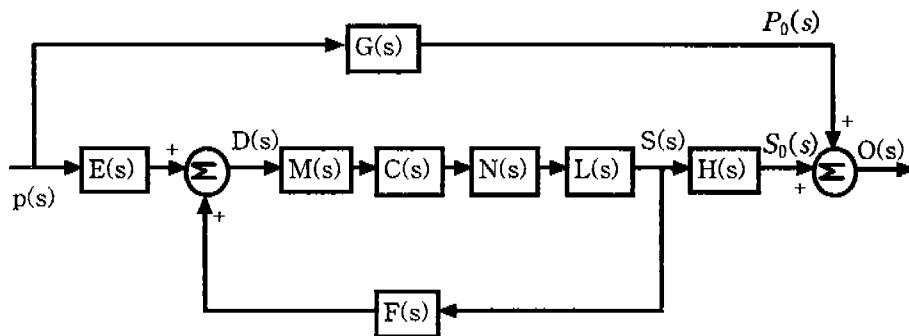 G(s)
P₀(s)
+
p(s)
E(s)
+
Σ
+
D(s)
M(s)
C(s)
N(s)
L(s)
S(s)
H(s)
S₀(s)
+
Σ
O(s)
F(s)